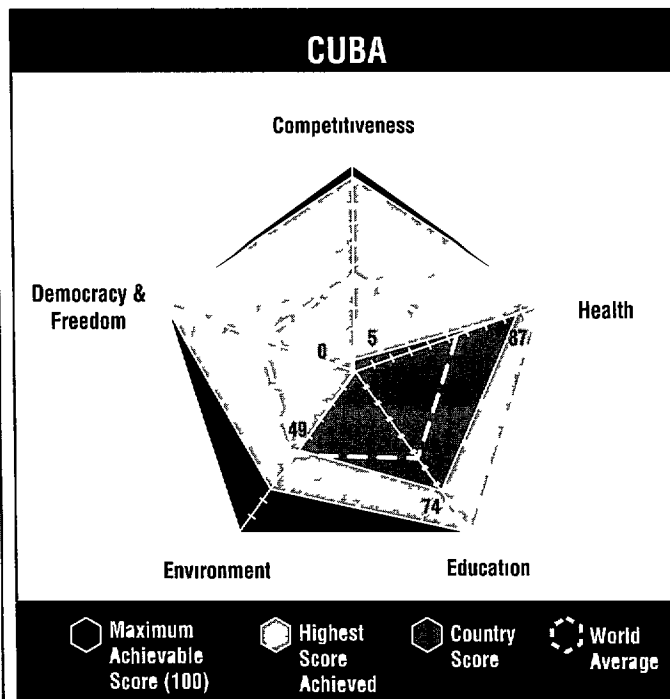 CUBA
Competitiveness
Democracy &
Freedom
Health
0
5
87
49
74
Environment
Education
Maximum
Achievable
Score (100)
Highest
Score
Achieved
Country
Score
World
Average